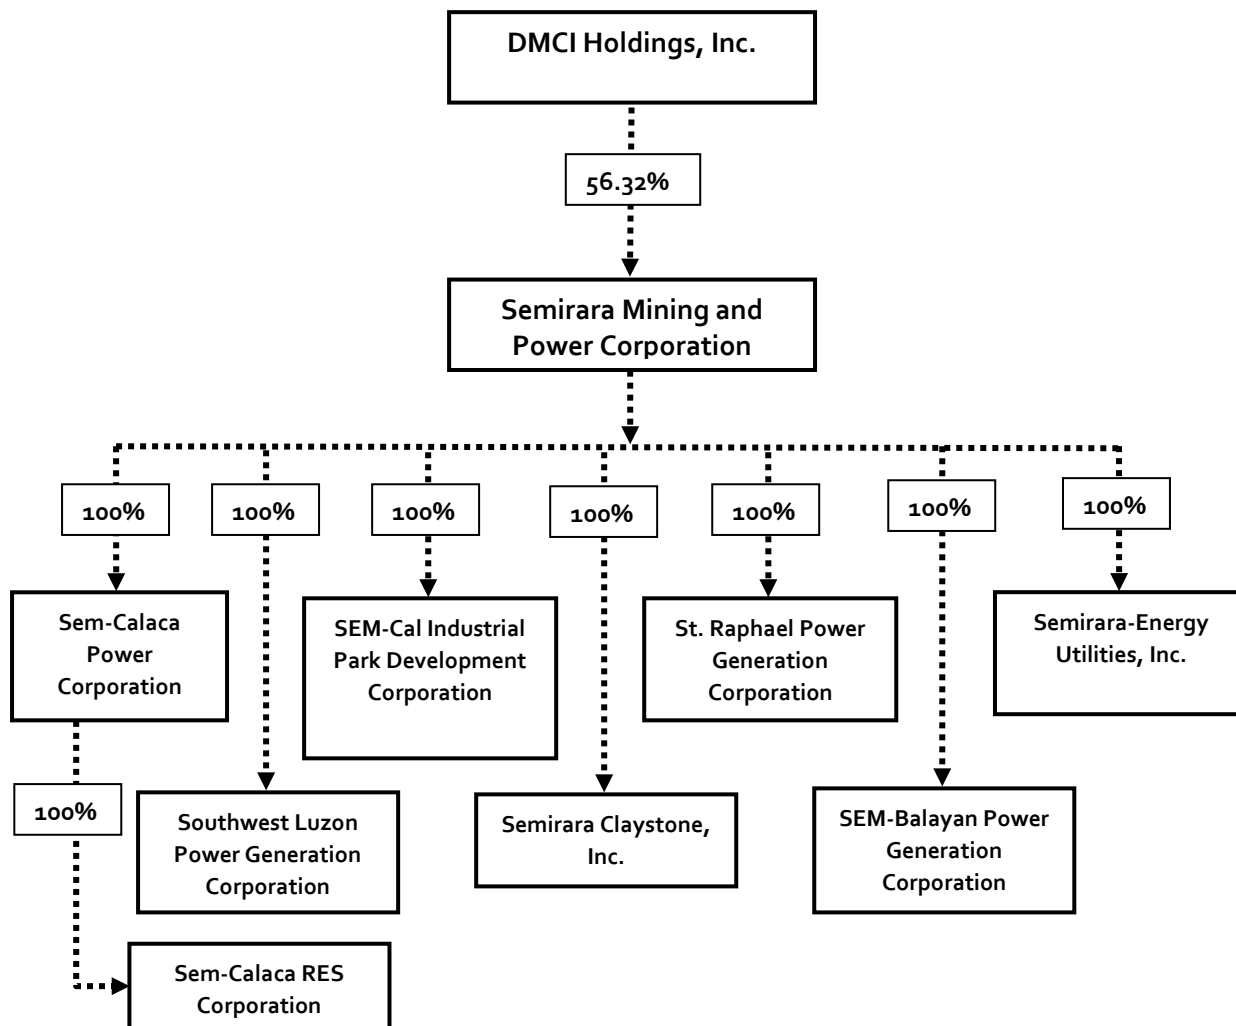 DMCI Holdings, Inc.
56.32%
Semirara Mining and
Power Corporation
100%
100%
100%
100%
100%
100%
100%
Sem-Calaca
Power
Corporation
SEM-Cal Industrial
Park Development
Corporation
St. Raphael Power
Generation
Corporation
Semirara-Energy
Utilities, Inc.
100%
Southwest Luzon
Power Generation
Corporation
Semirara Claystone,
Inc.
SEM-Balayan Power
Generation
Corporation
Sem-Calaca RES
Corporation